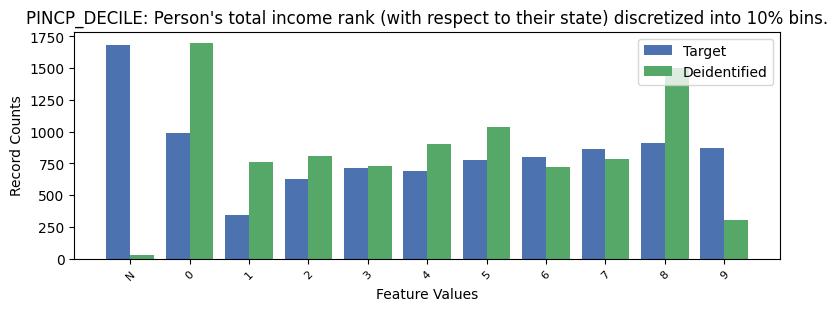 PINCP_DECILE: Person's total income rank (with respect to their state) discretized into 10% bins.
Target
Deidentified
Record Counts
1750
1500
1250
1000
750
500
250
0
N 0 1 2 3 4 5 6 7 8 9
Feature Values